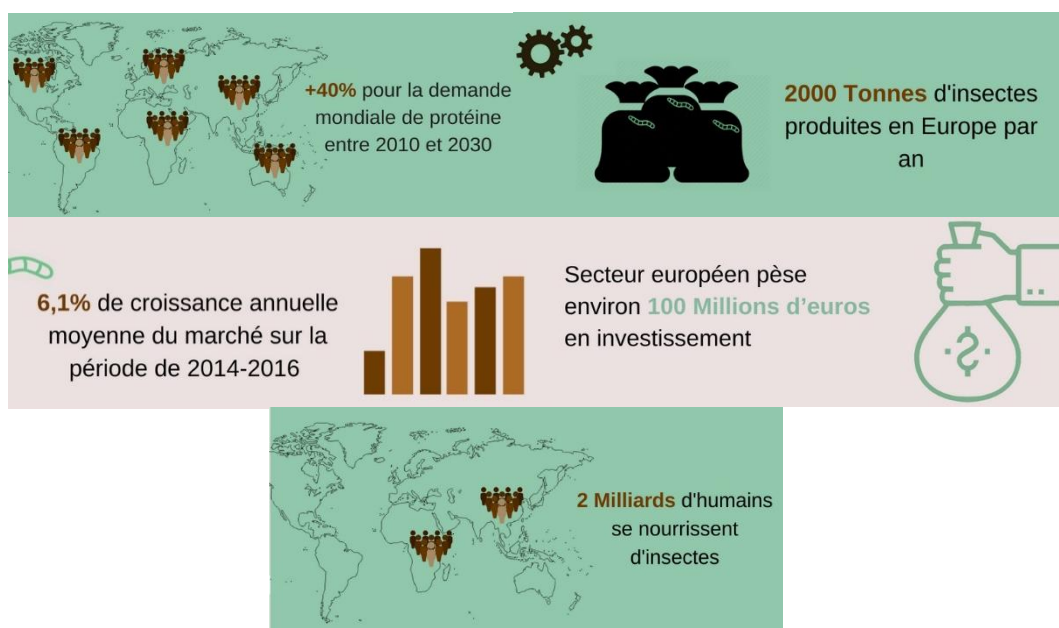 +40% pour la demande
mondiale de protéine
entre 2010 et 2030
2000 Tonnes d'insectes
produites en Europe par
an
6,1% de croissance annuelle
moyenne du marché sur la
période de 2014-2016
Secteur européen pèse
environ 100 Millions d’euros
en investissement
2 Milliards d'humains
se nourrissent
d'insectes